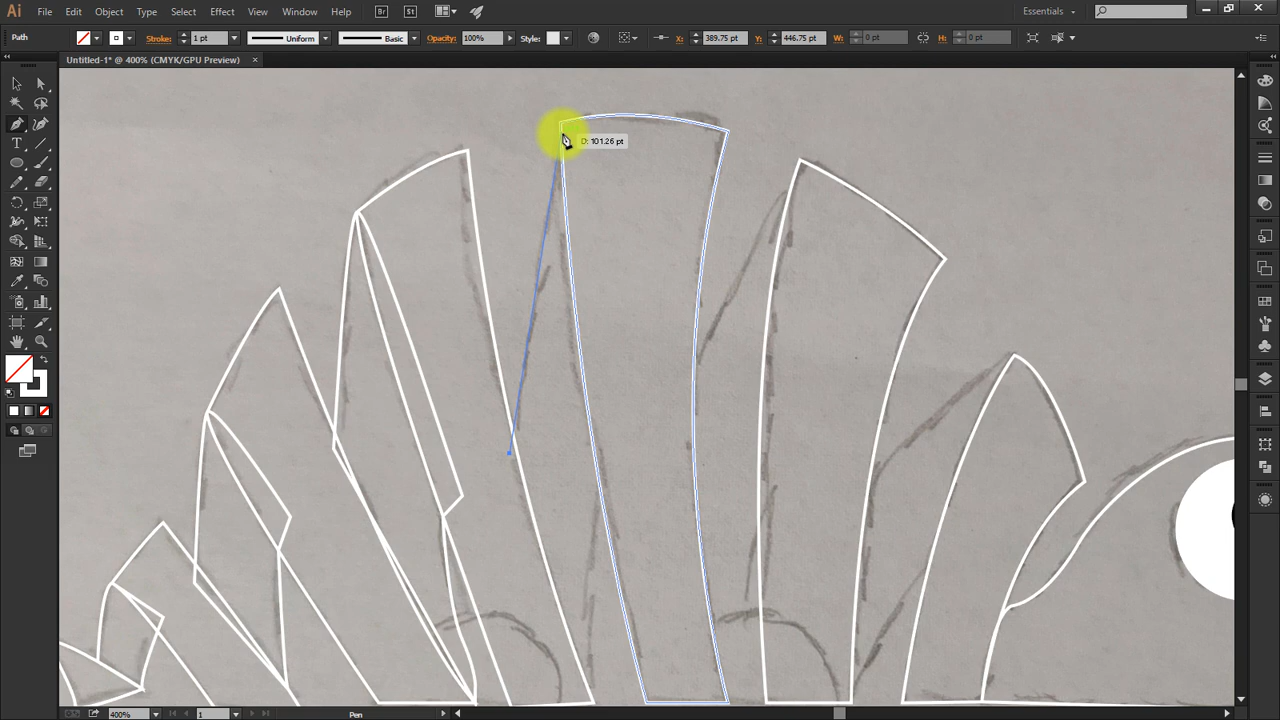 Ai File Edit Object Type Select Effect View Window Help Br St Essentials
Path Stroke: 1 pt Uniform Basic Opacity: 100% Style: X: 389.75 pt Y: 446.75 pt W: 0 pt H: 0 pt
Untitled-1* @ 400% (CMYK/GPU Preview) ×
D: 101.26 pt
400% 1 Pen